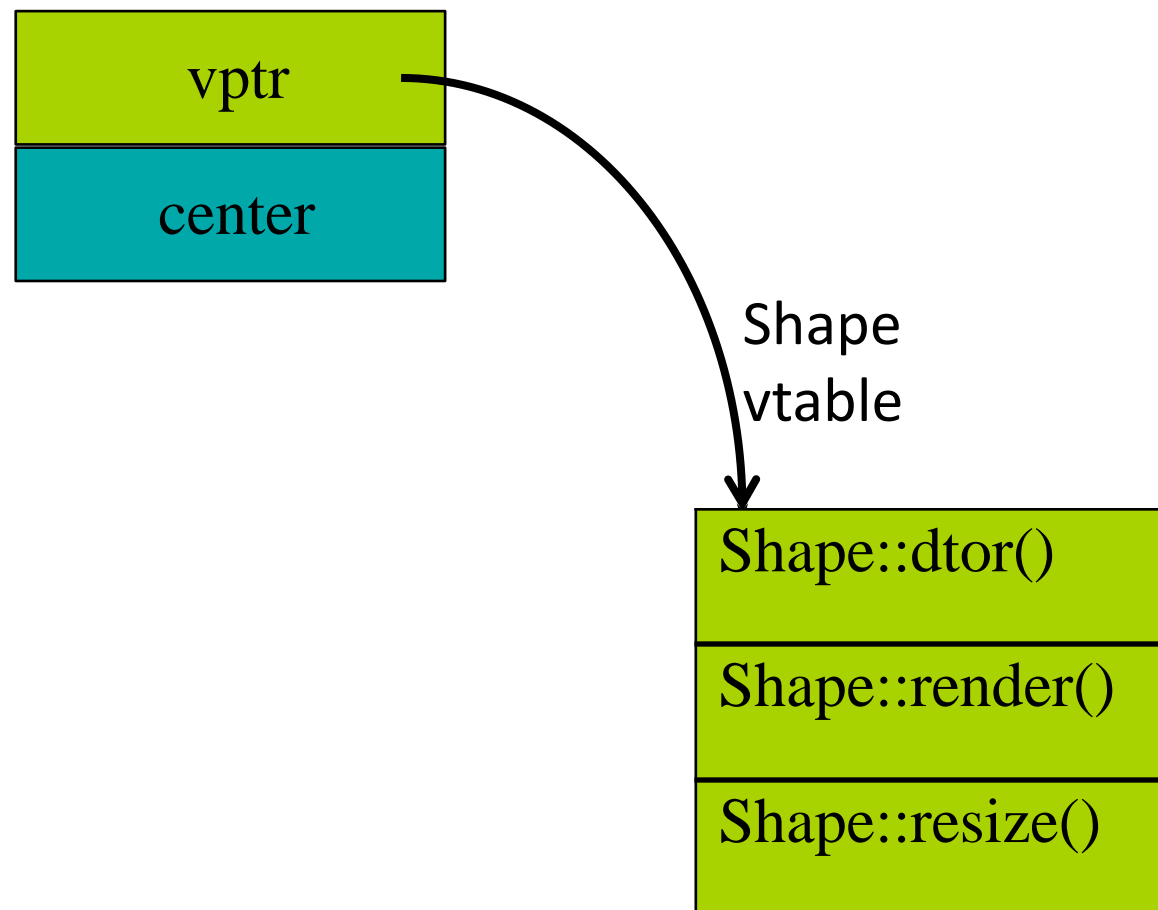 vptr
center
Shape
vtable
Shape::dtor()
Shape::render()
Shape::resize()